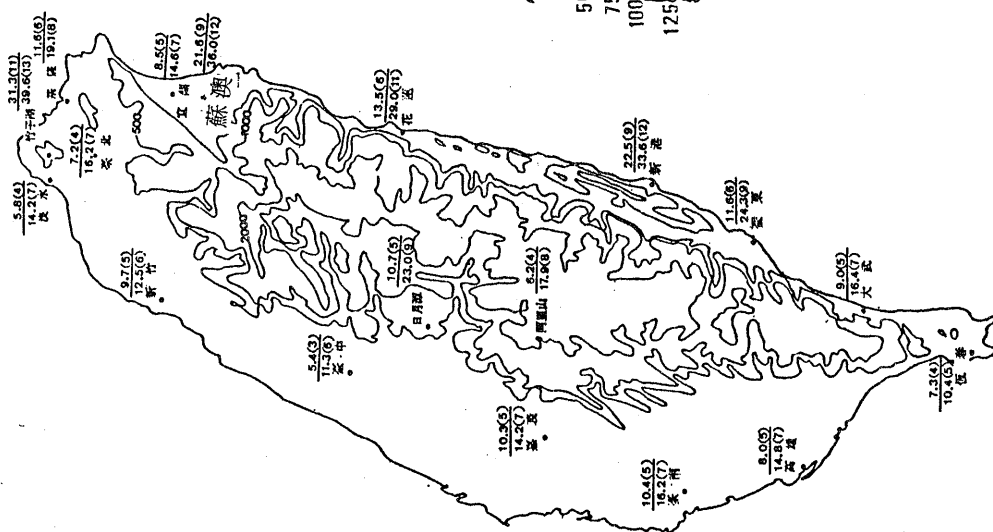 31.3(11)
39.6(13)
竹子湖
11.6(6)
19.1(8)
基隆
5.8(4)
14.2(7)
淡水
7.2(4)
16.2(7)
台北
8.5(5)
14.6(7)
宜蘭
21.6(9)
36.0(12)
蘇澳
500
1000
2000
9.7(5)
12.5(6)
新竹
13.5(6)
29.0(11)
花蓮
5.4(3)
11.3(6)
台中
10.7(5)
23.0(9)
日月潭
6.2(4)
17.9(8)
阿里山
22.5(9)
33.6(12)
新港
10.3(5)
14.2(7)
嘉義
11.6(6)
24.3(9)
台東
10.4(5)
16.2(7)
台南
8.0(5)
14.8(7)
高雄
9.0(5)
16.4(7)
大武
7.3(4)
10.4(5)
恆春
100
125